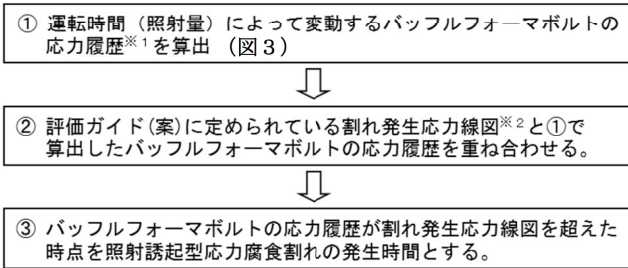 ① 運転時間（照射量）によって変動するバッフルフォーマボルトの
応力履歴※１を算出 （図３）
② 評価ガイド(案)に定められている割れ発生応力線図※２と①で
算出したバッフルフォーマボルトの応力履歴を重ね合わせる。
③ バッフルフォーマボルトの応力履歴が割れ発生応力線図を超えた
時点を照射誘起型応力腐食割れの発生時間とする。